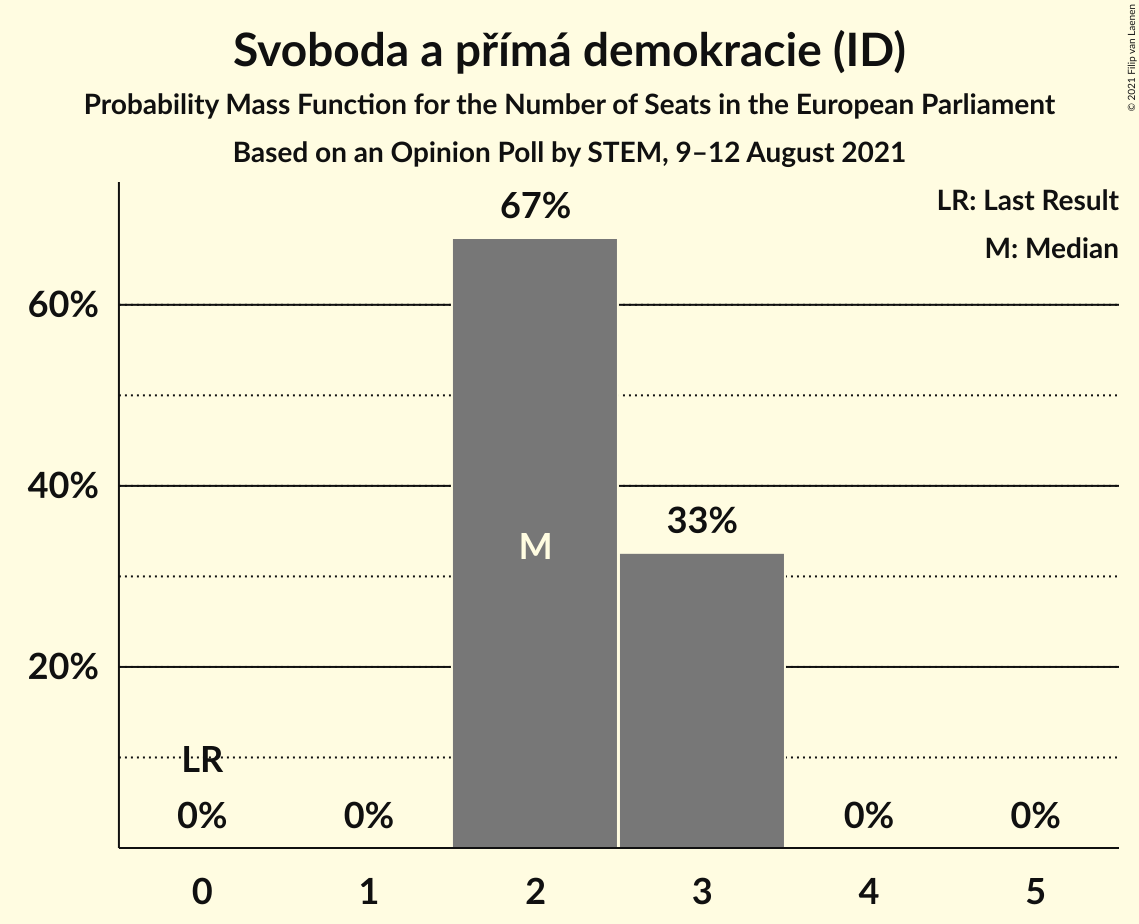 Svoboda a přímá demokracie (ID)
Probability Mass Function for the Number of Seats in the European Parliament
Based on an Opinion Poll by STEM, 9–12 August 2021
© 2021 Filip van Laenen
LR: Last Result
M: Median
67%
60%
40%
33%
M
20%
LR
0% 0% 0% 0%
0 1 2 3 4 5